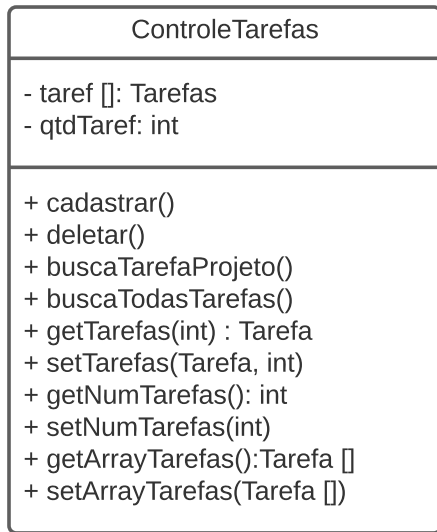 ControleTarefas
- taref []: Tarefas
- qtdTaref: int
+ cadastrar()
+ deletar()
+ buscaTarefaProjeto()
+ buscaTodasTarefas()
+ getTarefas(int) : Tarefa
+ setTarefas(Tarefa, int)
+ getNumTarefas(): int
+ setNumTarefas(int)
+ getArrayTarefas():Tarefa []
+ setArrayTarefas(Tarefa [])